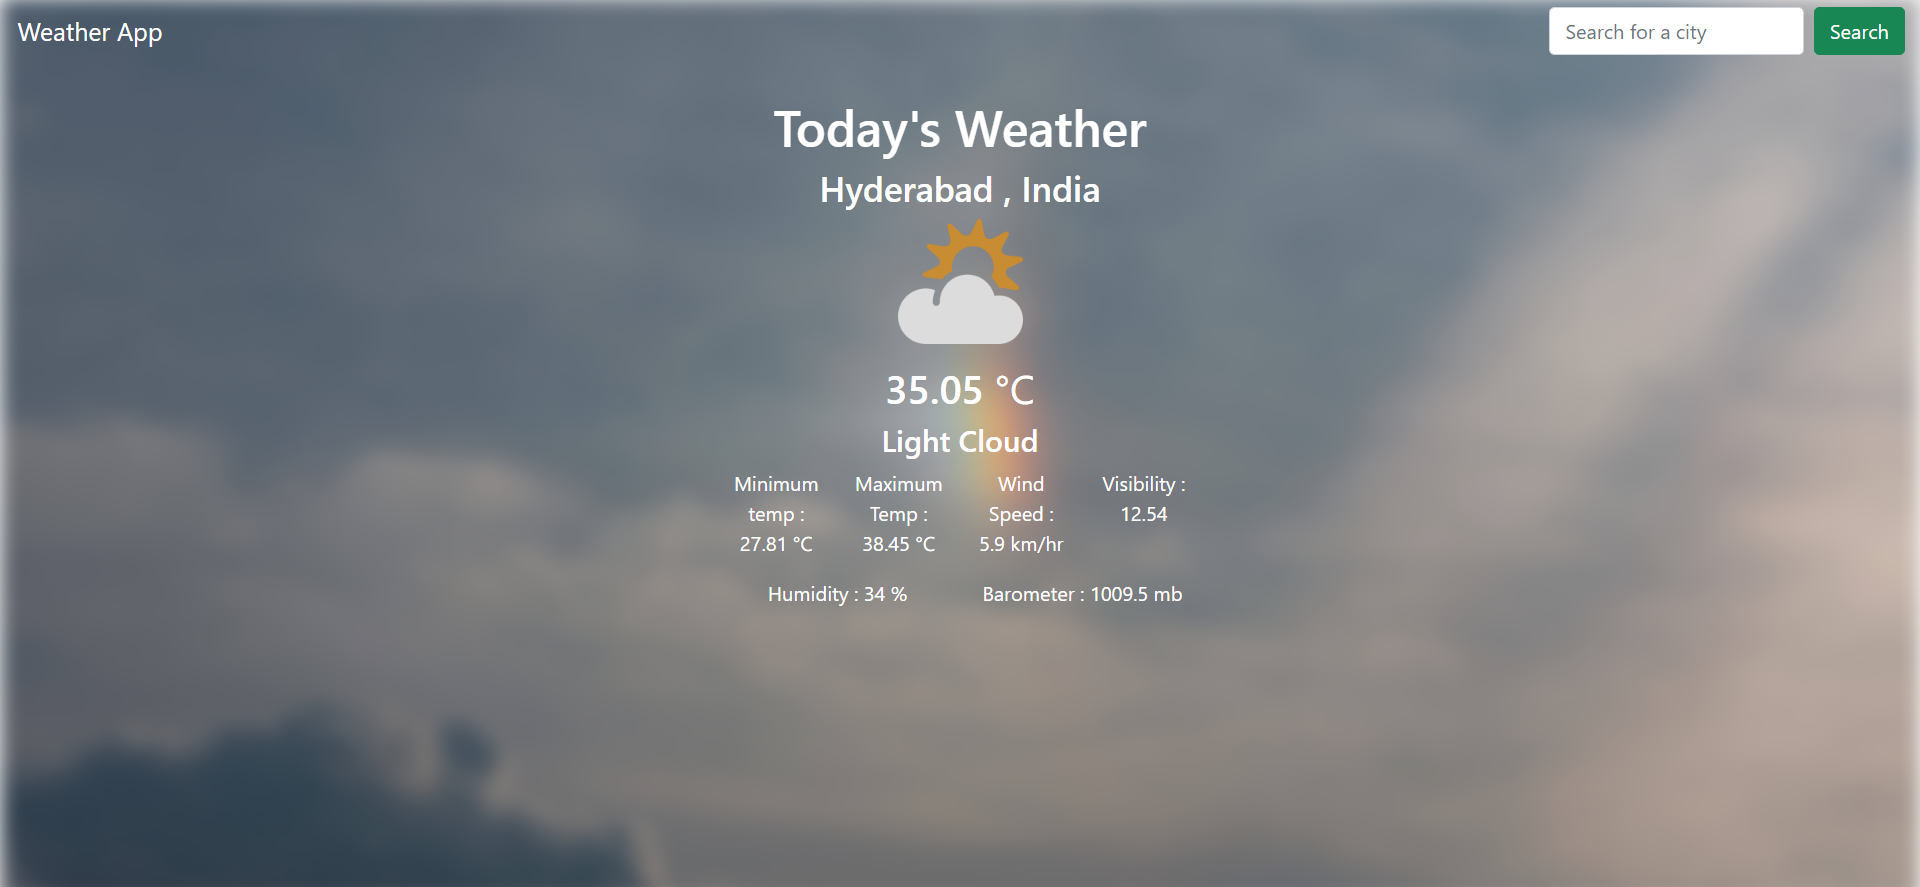 Weather App
Search for a city
Search
Today's Weather
Hyderabad , India
35.05 °C
Light Cloud
Minimum
temp :
27.81 °C
Maximum
Temp :
38.45 °C
Wind
Speed :
5.9 km/hr
Visibility :
12.54
Humidity : 34 %
Barometer : 1009.5 mb